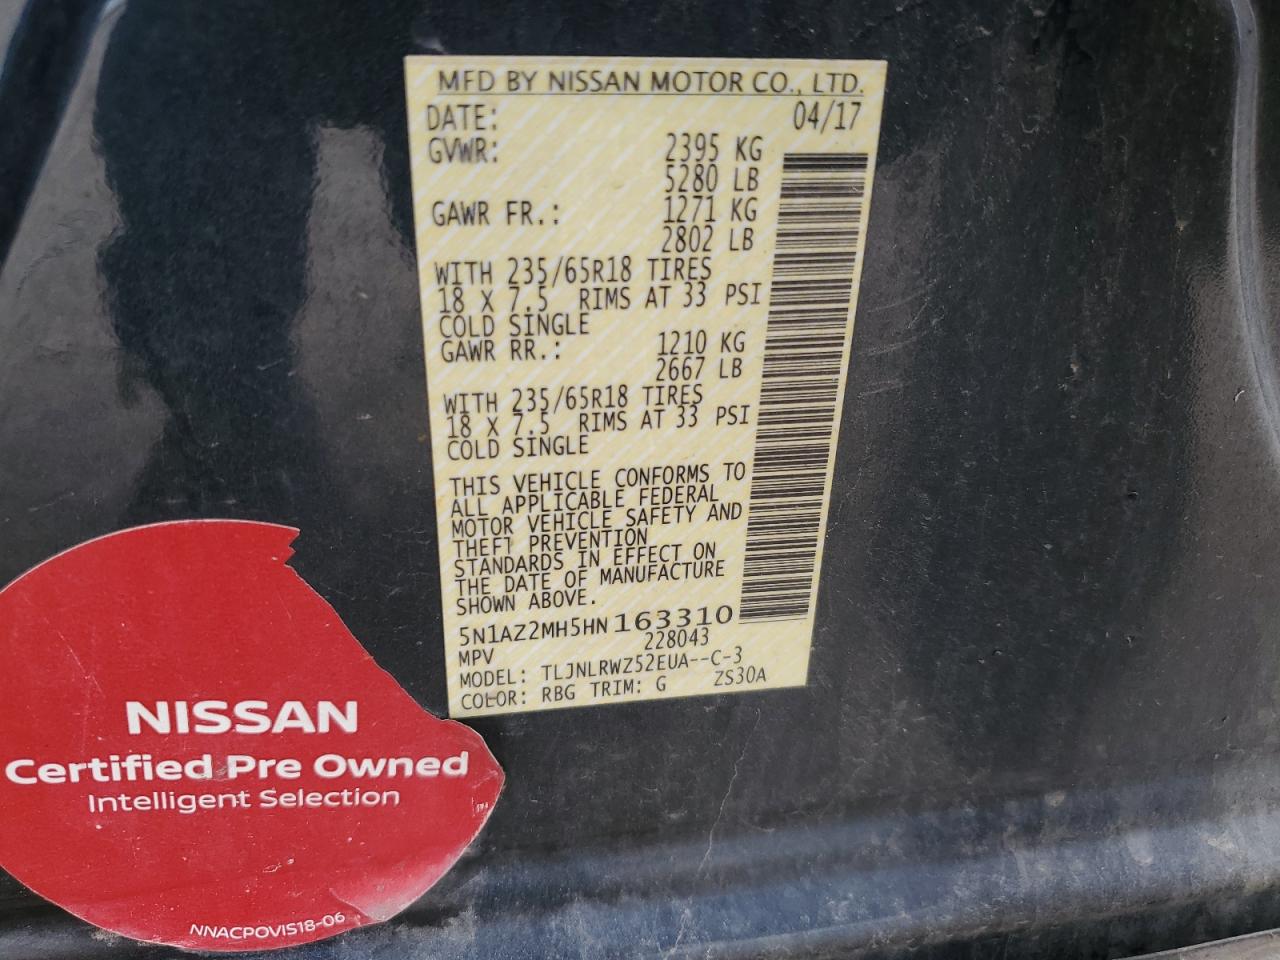 MFD BY NISSAN MOTOR CO., LTD.
DATE: 04/17
GVWR: 2395 KG
5280 LB
GAWR FR.: 1271 KG
2802 LB
WITH 235/65R18 TIRES
18 X 7.5 RIMS AT 33 PSI
COLD SINGLE
GAWR RR.: 1210 KG
2667 LB
WITH 235/65R18 TIRES
18 X 7.5 RIMS AT 33 PSI
COLD SINGLE
THIS VEHICLE CONFORMS TO
ALL APPLICABLE FEDERAL
MOTOR VEHICLE SAFETY AND
THEFT PREVENTION
STANDARDS IN EFFECT ON
THE DATE OF MANUFACTURE
SHOWN ABOVE.
5N1AZ2MH5HN163310
MPV 228043
MODEL: TLJNLRWZ52EUA--C-3
COLOR: RBG TRIM: G ZS30A
NISSAN
Certified Pre Owned
Intelligent Selection
NNACPOVIS18-06